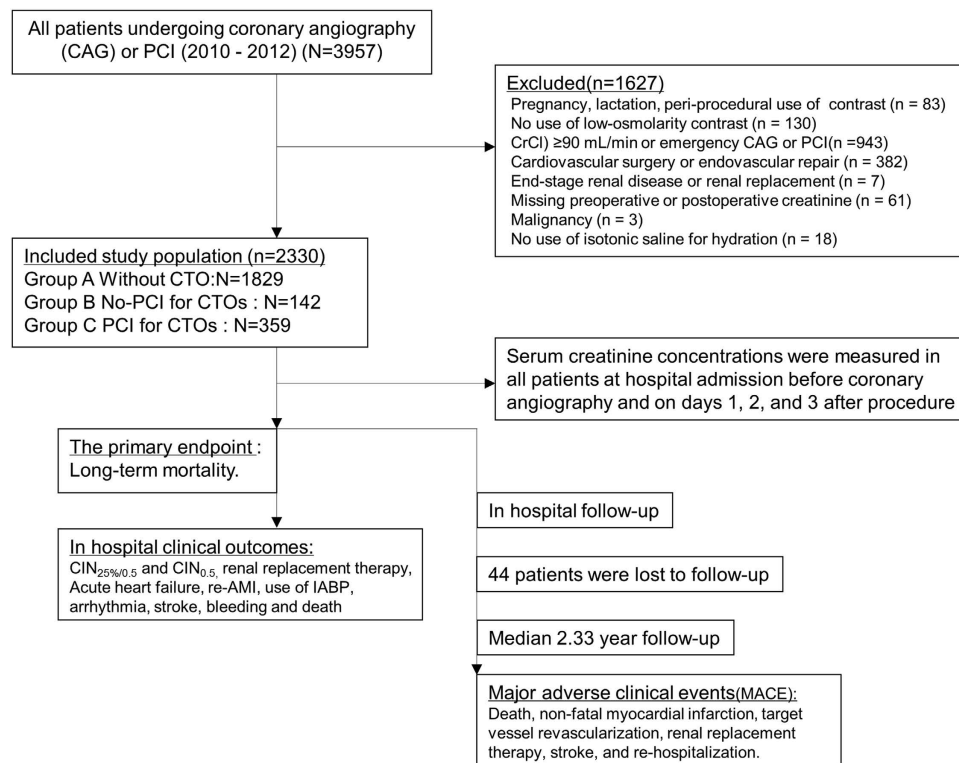 All patients undergoing coronary angiography
(CAG) or PCI (2010 - 2012) (N=3957)
Excluded(n=1627)
Pregnancy, lactation, peri-procedural use of contrast (n = 83)
No use of low-osmolarity contrast (n = 130)
CrCl) ≥90 mL/min or emergency CAG or PCI(n =943)
Cardiovascular surgery or endovascular repair (n = 382)
End-stage renal disease or renal replacement (n = 7)
Missing preoperative or postoperative creatinine (n = 61)
Malignancy (n = 3)
No use of isotonic saline for hydration (n = 18)
Included study population (n=2330)
Group A Without CTO:N=1829
Group B No-PCI for CTOs : N=142
Group C PCI for CTOs : N=359
Serum creatinine concentrations were measured in
all patients at hospital admission before coronary
angiography and on days 1, 2, and 3 after procedure
The primary endpoint :
Long-term mortality.
In hospital follow-up
In hospital clinical outcomes:
CIN25%/0.5 and CIN0.5, renal replacement therapy,
Acute heart failure, re-AMI, use of IABP,
arrhythmia, stroke, bleeding and death
44 patients were lost to follow-up
Median 2.33 year follow-up
Major adverse clinical events(MACE):
Death, non-fatal myocardial infarction, target
vessel revascularization, renal replacement
therapy, stroke, and re-hospitalization.